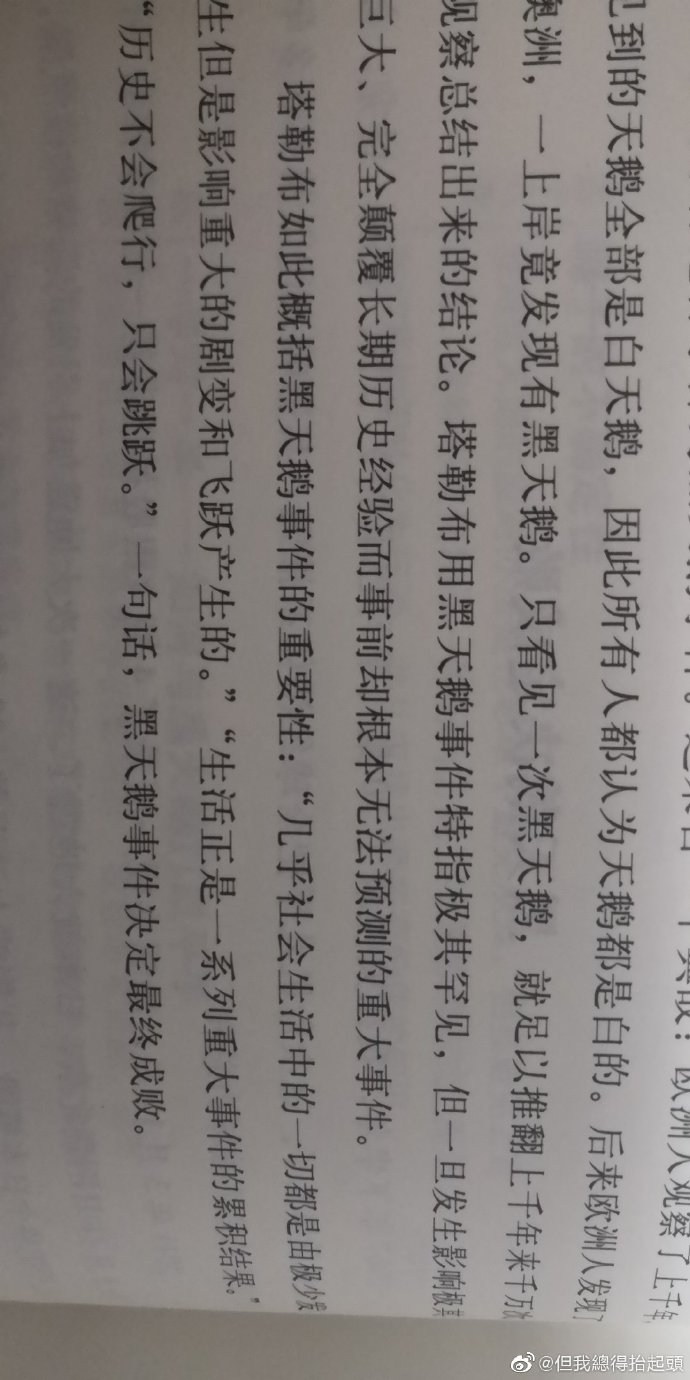 欧洲人观察了上千年
见到的天鹅全部是白天鹅，因此所有人都认为天鹅都是白的。后来欧洲人发现了
澳洲，一上岸竟发现有黑天鹅。只看见一次黑天鹅，就足以推翻上千年来千万次
观察总结出来的结论。塔勒布用黑天鹅事件特指极其罕见，但一旦发生影响极其
巨大、完全颠覆长期历史经验而事前却根本无法预测的重大事件。
塔勒布如此概括黑天鹅事件的重要性：“几乎社会生活中的一切都是由极少发
生但是影响重大的剧变和飞跃产生的。”“生活正是一系列重大事件的累积结果。”
“历史不会爬行，只会跳跃。”一句话，黑天鹅事件决定最终成败。
@但我總得抬起頭